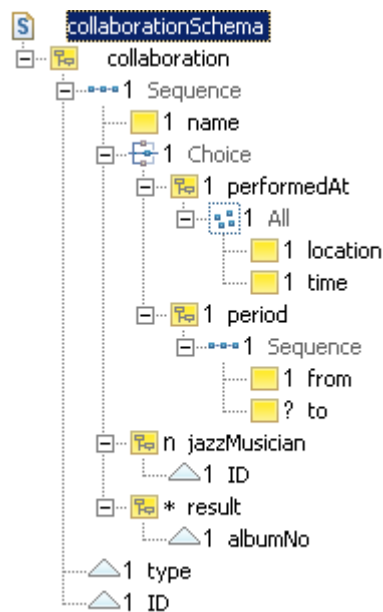 S collaborationSchema
collaboration
1 Sequence
1 name
1 Choice
1 performedAt
1 All
1 location
1 time
1 period
1 Sequence
1 from
? to
n jazzMusician
1 ID
* result
1 albumNo
1 type
1 ID